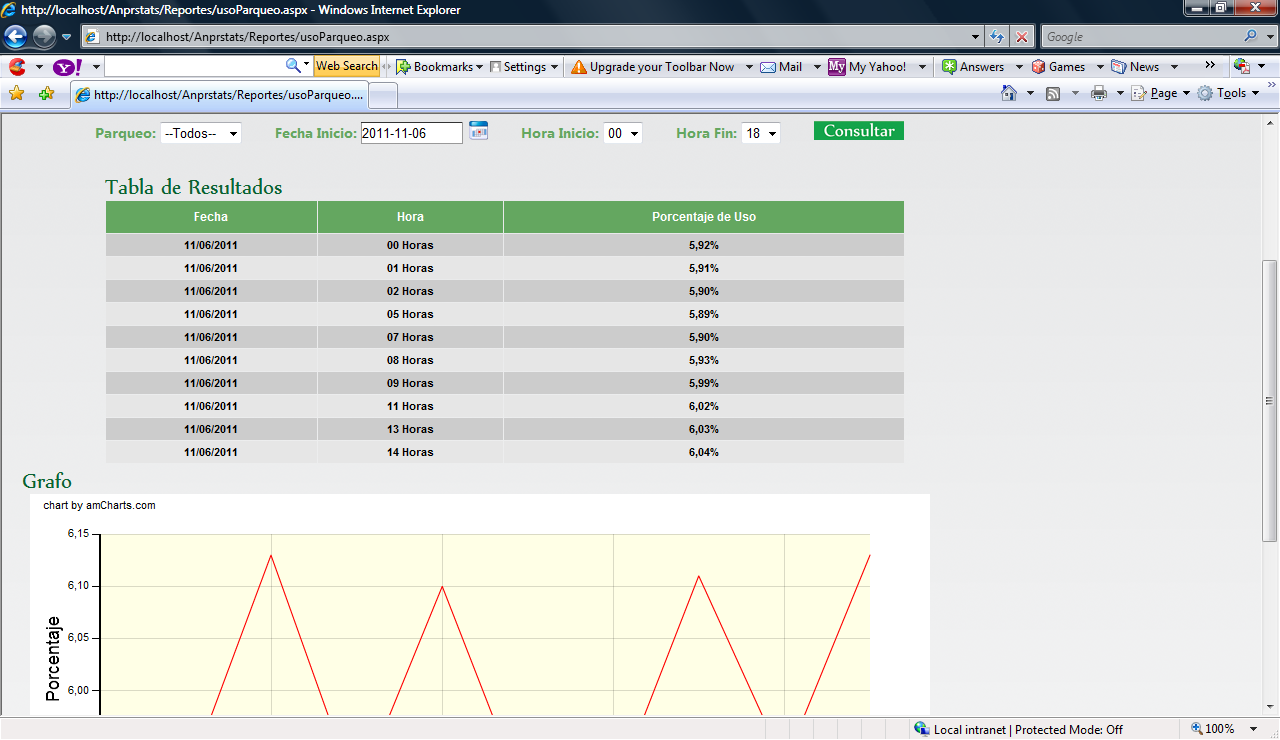 http://localhost/Anprstats/Reportes/usoParqueo.aspx - Windows Internet Explorer
http://localhost/Anprstats/Reportes/usoParqueo.aspx Google
Y! Web Search Bookmarks Settings Upgrade your Toolbar Now Mail My My Yahoo! Answers Games News »
http://localhost/Anprstats/Reportes/usoParqueo.... Page Tools »
Parqueo: --Todos-- Fecha Inicio: 2011-11-06 Hora Inicio: 00 Hora Fin: 18 Consultar
Tabla de Resultados
Fecha Hora Porcentaje de Uso
11/06/2011 00 Horas 5,92%
11/06/2011 01 Horas 5,91%
11/06/2011 02 Horas 5,90%
11/06/2011 05 Horas 5,89%
11/06/2011 07 Horas 5,90%
11/06/2011 08 Horas 5,93%
11/06/2011 09 Horas 5,99%
11/06/2011 11 Horas 6,02%
11/06/2011 13 Horas 6,03%
11/06/2011 14 Horas 6,04%
Grafo
chart by amCharts.com
6,15
6,10
6,05
6,00
Porcentaje
Local intranet | Protected Mode: Off 100%